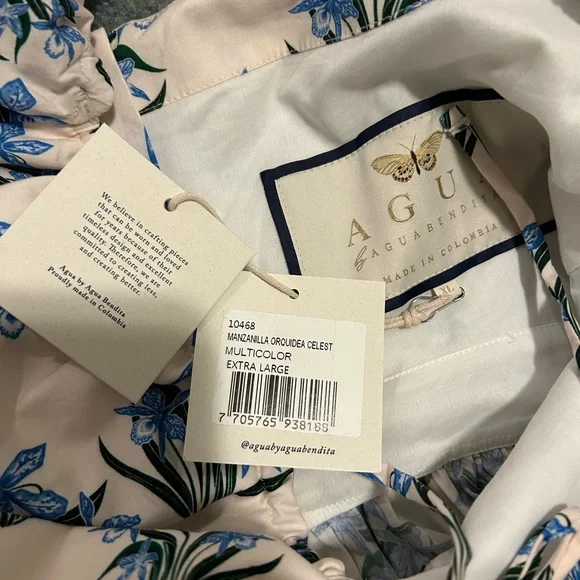 We believe in crafting pieces
that can be worn and loved
for years because of their
timeless design and excellent
quality. Therefore, we are
committed to creating less,
and creating better.
Agua by Agua Bendita
Proudly made in Colombia
AGUA
by AGUABENDITA
MADE IN COLOMBIA
XL
10468
MANZANILLA ORQUIDEA CELEST
MULTICOLOR
EXTRA LARGE
7 705765 938188
@aguabyaguabendita